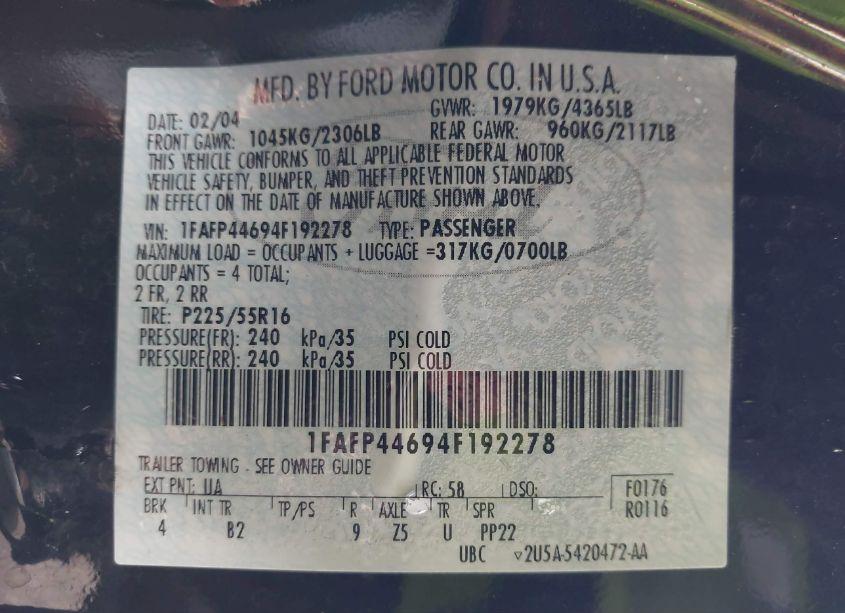 MFD. BY FORD MOTOR CO. IN U.S.A.
DATE: 02/04 GVWR: 1979KG/4365LB
FRONT GAWR: 1045KG/2306LB REAR GAWR: 960KG/2117LB
THIS VEHICLE CONFORMS TO ALL APPLICABLE FEDERAL MOTOR
VEHICLE SAFETY, BUMPER, AND THEFT PREVENTION STANDARDS
IN EFFECT ON THE DATE OF MANUFACTURE SHOWN ABOVE.
VIN: 1FAFP44694F192278 TYPE: PASSENGER
MAXIMUM LOAD = OCCUPANTS + LUGGAGE =317KG/0700LB
OCCUPANTS = 4 TOTAL;
2 FR, 2 RR
TIRE: P225/55R16
PRESSURE(FR): 240 kPa/35 PSI COLD
PRESSURE(RR): 240 kPa/35 PSI COLD
1FAFP44694F192278
TRAILER TOWING - SEE OWNER GUIDE
EXT PNT: UA RC: 58 DSO: F0176
R0116
BRK INT TR TP/PS R AXLE TR SPR
4 B2 9 Z5 U PP22
UBC ▽2U5A-5420472-AA